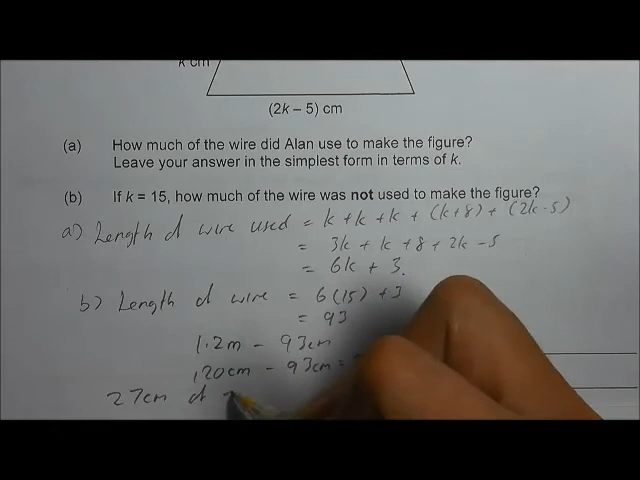 k cm
(2k – 5) cm
(a) How much of the wire did Alan use to make the figure?
Leave your answer in the simplest form in terms of k.
(b) If k = 15, how much of the wire was not used to make the figure?
a) Length of wire used = k + k + k + (k+8) + (2k-5)
= 3k + k + 8 + 2k - 5
= 6k + 3.
b) Length of wire = 6(15) + 3
= 93
1.2m - 93cm
120cm - 93cm =
27cm of